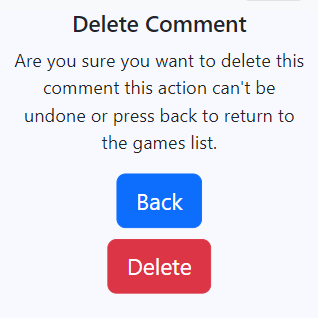 Delete Comment
Are you sure you want to delete this
comment this action can't be
undone or press back to return to
the games list.
Back
Delete